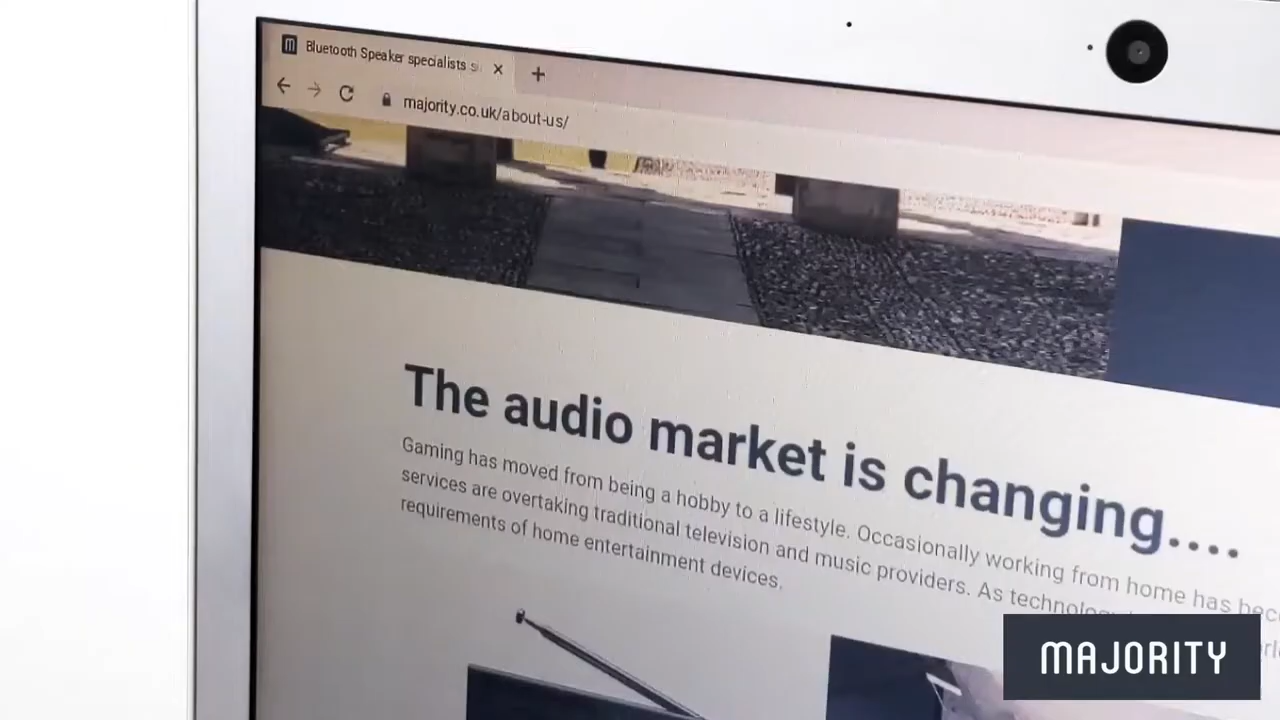 Bluetooth Speaker specialists
majority.co.uk/about-us/
The audio market is changing....
Gaming has moved from being a hobby to a lifestyle. Occasionally working from home has
services are overtaking traditional television and music providers. As
requirements of home entertainment devices.
MAJORITY